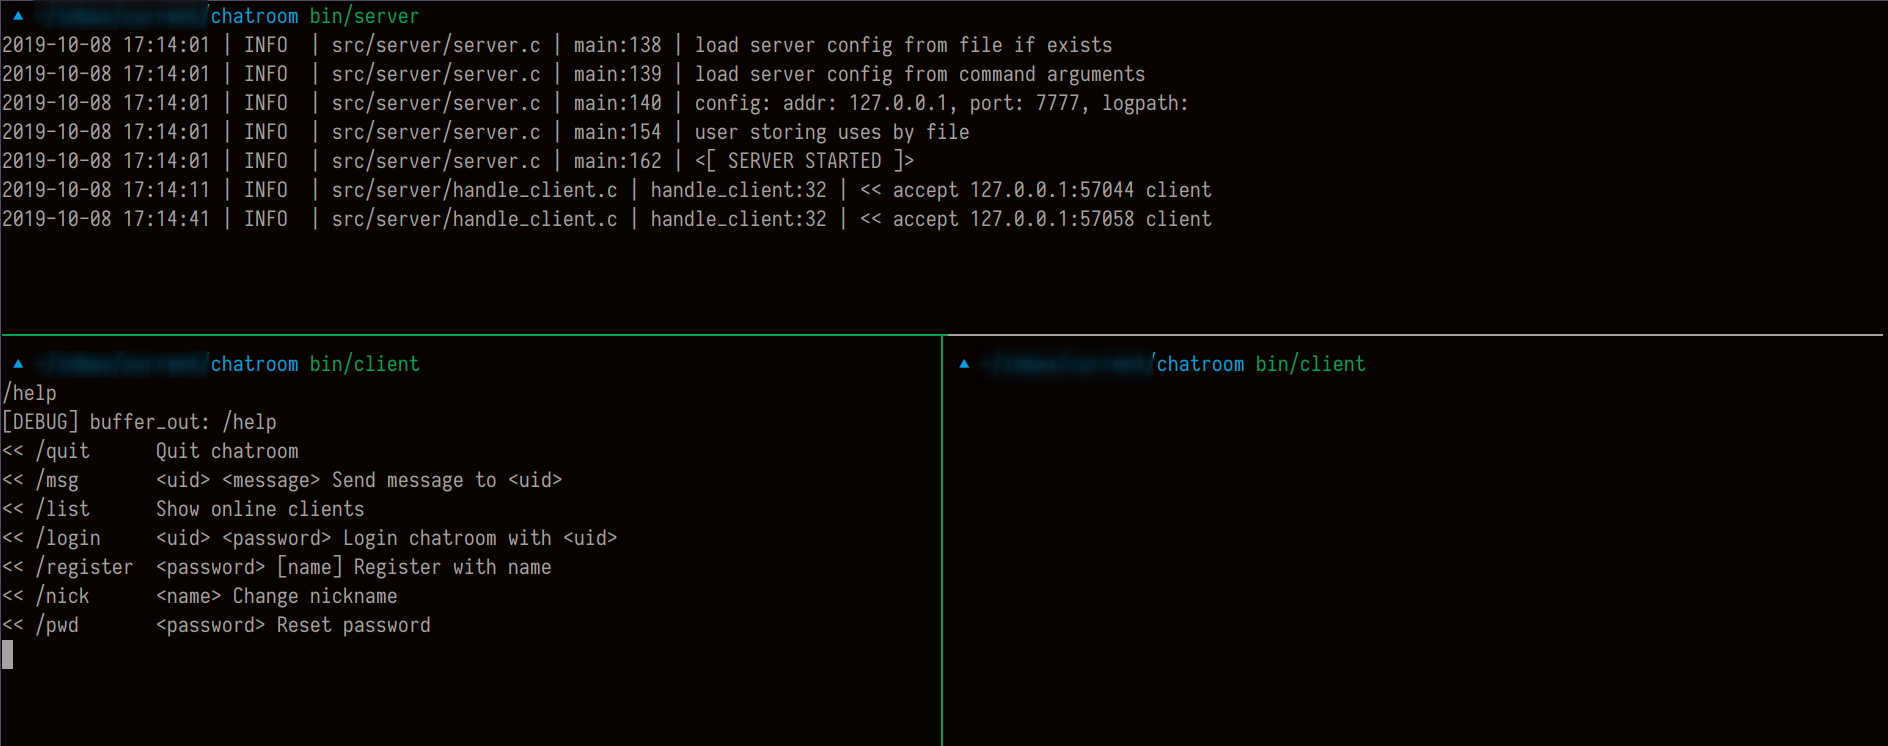 ▲ /chatroom bin/server
2019-10-08 17:14:01 | INFO  | src/server/server.c | main:138 | load server config from file if exists
2019-10-08 17:14:01 | INFO  | src/server/server.c | main:139 | load server config from command arguments
2019-10-08 17:14:01 | INFO  | src/server/server.c | main:140 | config: addr: 127.0.0.1, port: 7777, logpath:
2019-10-08 17:14:01 | INFO  | src/server/server.c | main:154 | user storing uses by file
2019-10-08 17:14:01 | INFO  | src/server/server.c | main:162 | <[ SERVER STARTED ]>
2019-10-08 17:14:11 | INFO  | src/server/handle_client.c | handle_client:32 | << accept 127.0.0.1:57044 client
2019-10-08 17:14:41 | INFO  | src/server/handle_client.c | handle_client:32 | << accept 127.0.0.1:57058 client
▲ /chatroom bin/client
/help
[DEBUG] buffer_out: /help
<< /quit      Quit chatroom
<< /msg       <uid> <message> Send message to <uid>
<< /list      Show online clients
<< /login     <uid> <password> Login chatroom with <uid>
<< /register  <password> [name] Register with name
<< /nick      <name> Change nickname
<< /pwd       <password> Reset password
▲ /chatroom bin/client